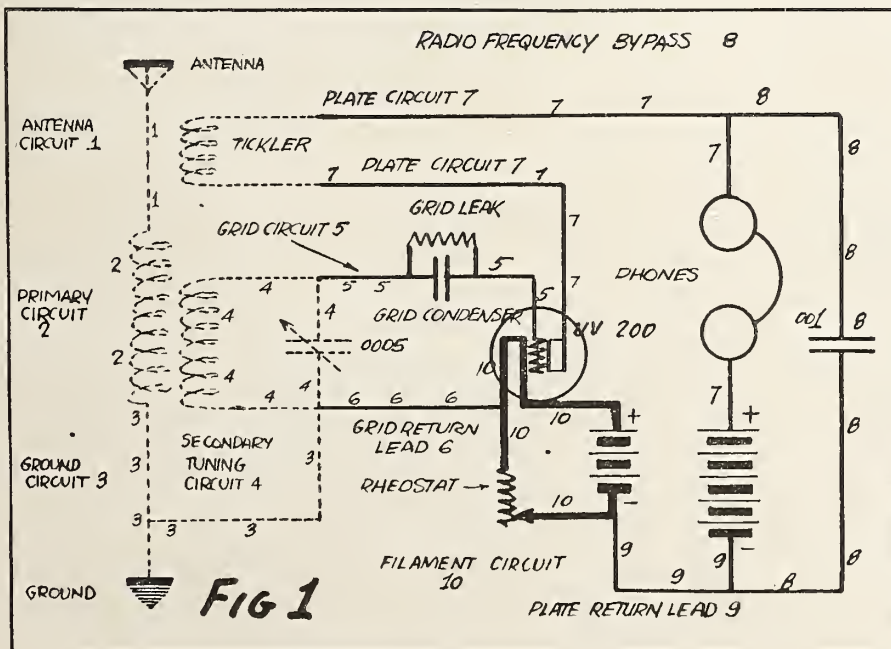 RADIO FREQUENCY BYPASS 8
ANTENNA
PLATE CIRCUIT 7
7
7
8
ANTENNA
CIRCUIT 1
1
TICKLER
7
8
PLATE CIRCUIT 7
7
7
1
GRID LEAK
7
GRID CIRCUIT 5
8
2
4
5
5
5
7
PHONES
5
PRIMARY
CIRCUIT
2
4
4
GRID CONDENSER
UV 200
001
8
0005
2
4
4
10
7
3
4
6
6
6
10
10
+
+
GRID RETURN
LEAD 6
8
SECONDARY
TUNING
CIRCUIT 4
3
3
GROUND
CIRCUIT 3
RHEOSTAT
10
-
-
3
3
3
9
9
8
FILAMENT CIRCUIT
10
9
8
GROUND
FIG 1
PLATE RETURN LEAD 9